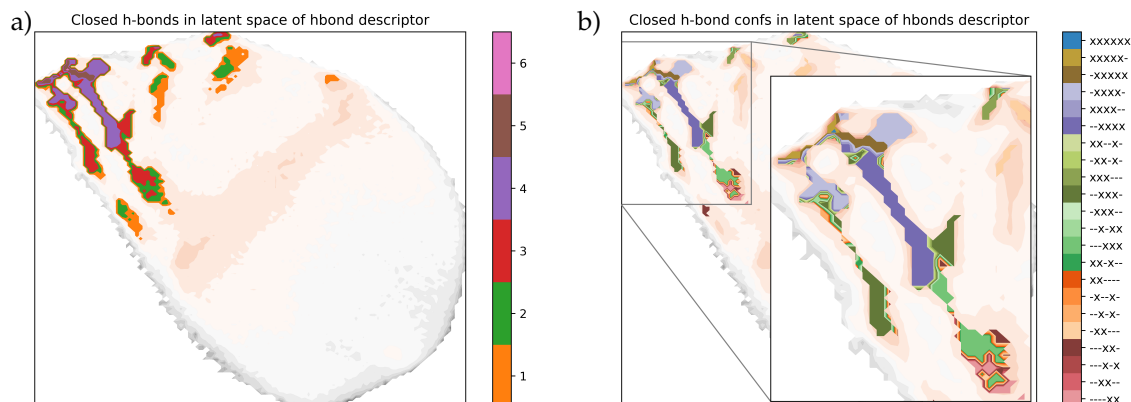 a)
Closed h-bonds in latent space of hbond descriptor
6
5
4
3
2
1
b)
Closed h-bond confs in latent space of hbonds descriptor
xxxxxx
xxxxx-
-xxxxx
-xxxx-
xxxx--
--xxxx
xx--x-
-xx-x-
xxx---
--xxx-
-xxx--
--x-xx
---xxx
xx-x--
xx----
-x--x-
--x-x-
-xx---
---xx-
---x-x
--xx--
----xx